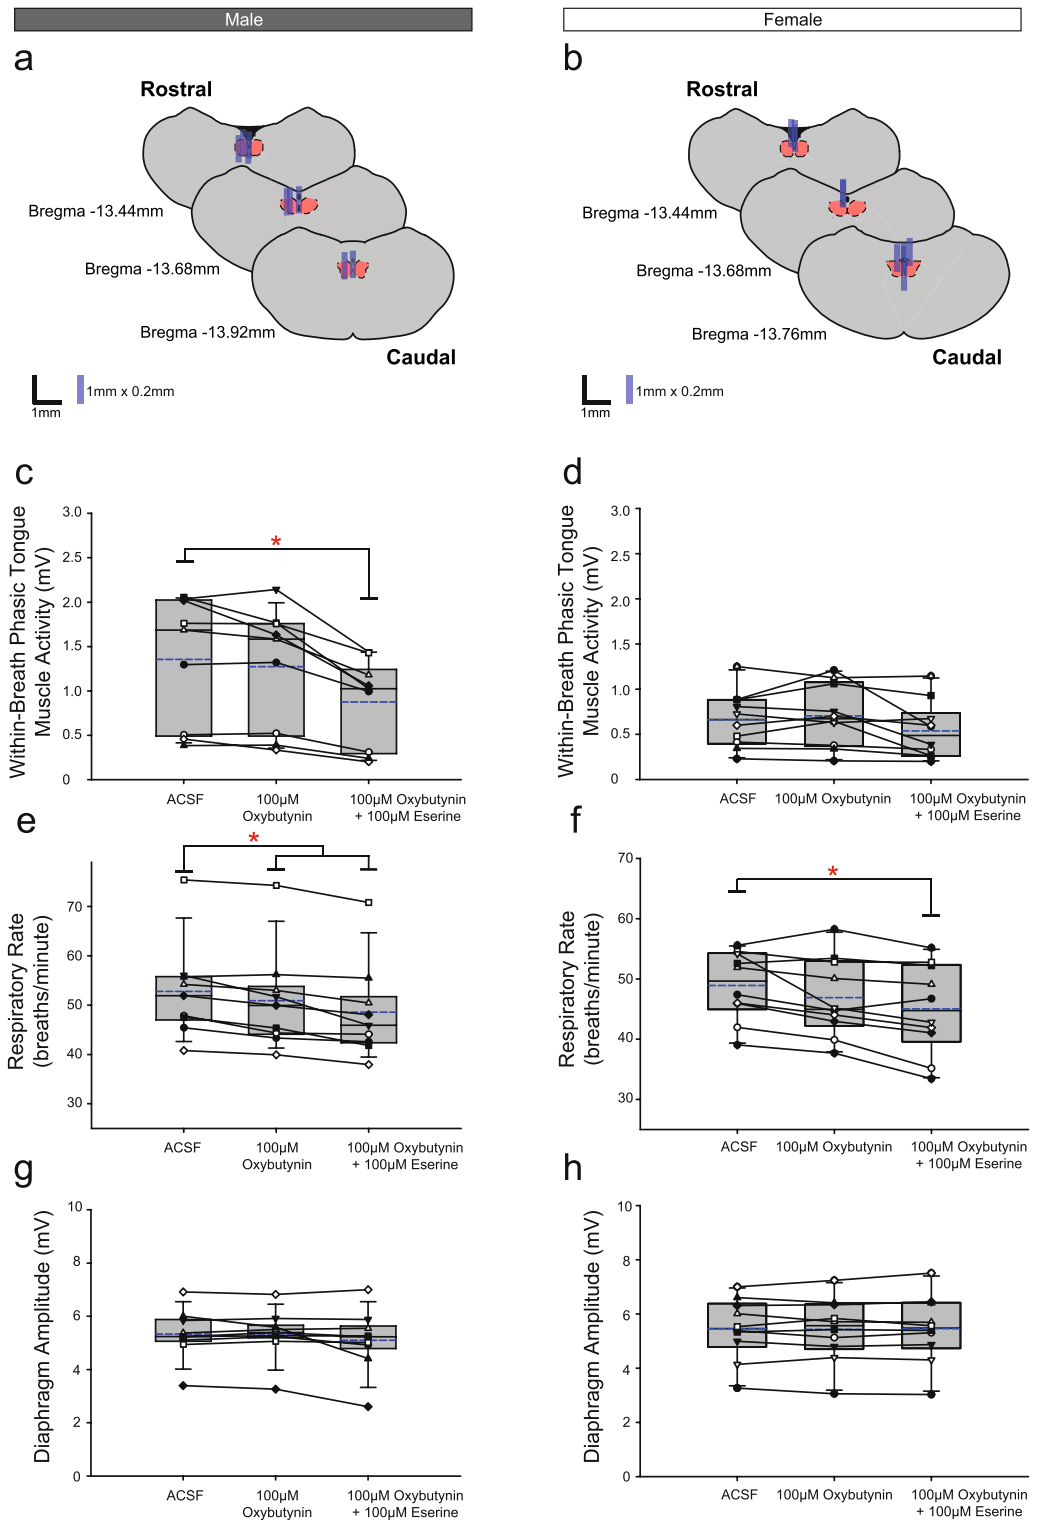 Male
Female
a
b
Rostral
Rostral
Bregma -13.44mm
Bregma -13.44mm
Bregma -13.68mm
Bregma -13.68mm
Bregma -13.92mm
Bregma -13.76mm
Caudal
Caudal
1mm
1mm x 0.2mm
1mm
1mm x 0.2mm
c
Within-Breath Phasic Tongue
Muscle Activity (mV)
3.0
2.5
2.0
1.5
1.0
0.5
0
*
ACSF
100µM
Oxybutynin
100µM Oxybutynin
+ 100µM Eserine
d
Within-Breath Phasic Tongue
Muscle Activity (mV)
3.0
2.5
2.0
1.5
1.0
0.5
0
ACSF
100µM Oxybutynin
100µM Oxybutynin
+ 100µM Eserine
e
Respiratory Rate
(breaths/minute)
70
60
50
40
30
*
ACSF
100µM
Oxybutynin
100µM Oxybutynin
+ 100µM Eserine
f
Respiratory Rate
(breaths/minute)
70
60
50
40
30
*
ACSF
100µM Oxybutynin
100µM Oxybutynin
+ 100µM Eserine
g
Diaphragm Amplitude (mV)
10
8
6
4
2
0
ACSF
100µM
Oxybutynin
100µM Oxybutynin
+ 100µM Eserine
h
Diaphragm Amplitude (mV)
10
8
6
4
2
0
ACSF
100µM Oxybutynin
100µM Oxybutynin
+ 100µM Eserine